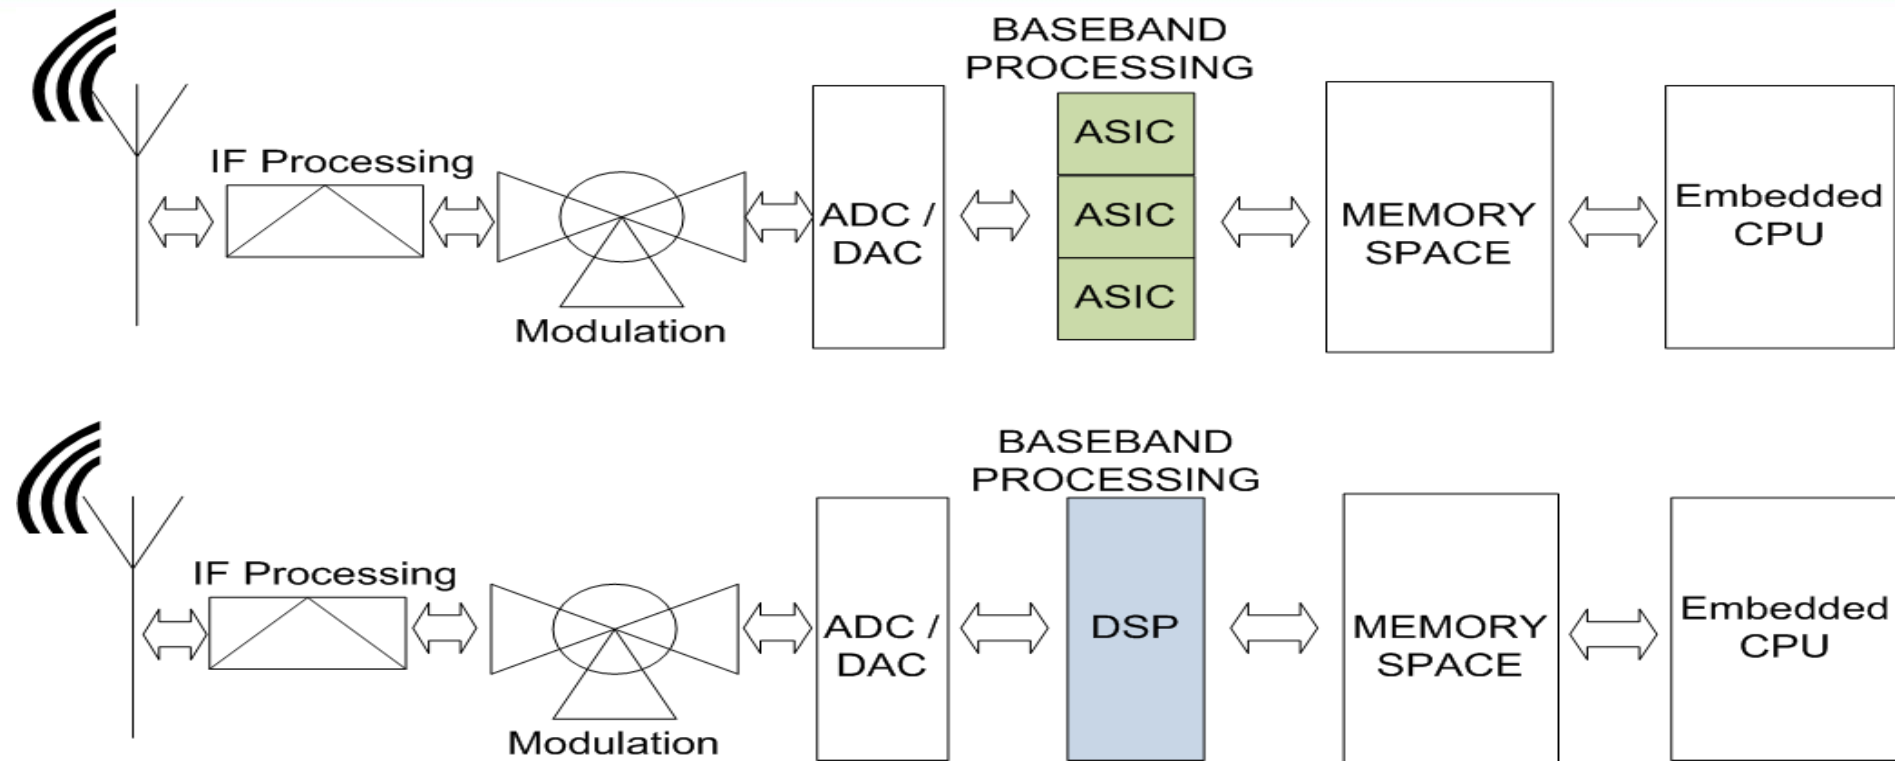 BASEBAND
PROCESSING
IF Processing
Modulation
ADC /
DAC
ASIC
ASIC
ASIC
MEMORY
SPACE
Embedded
CPU
BASEBAND
PROCESSING
IF Processing
Modulation
ADC /
DAC
DSP
MEMORY
SPACE
Embedded
CPU